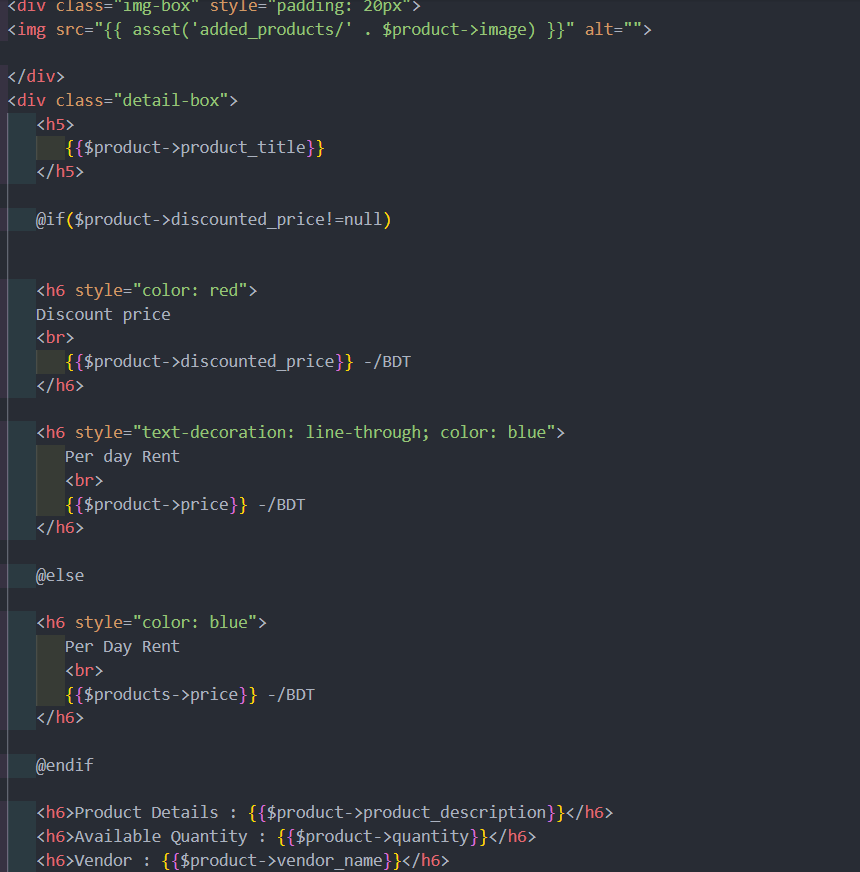 <div class="img-box" style="padding: 20px">
<img src="{{ asset('added_products/' . $product->image) }}" alt="">
</div>
<div class="detail-box">
<h5>
{{$product->product_title}}
</h5>
@if($product->discounted_price!=null)
<h6 style="color: red">
Discount price
<br>
{{$product->discounted_price}} -/BDT
</h6>
<h6 style="text-decoration: line-through; color: blue">
Per day Rent
<br>
{{$product->price}} -/BDT
</h6>
@else
<h6 style="color: blue">
Per Day Rent
<br>
{{$products->price}} -/BDT
</h6>
@endif
<h6>Product Details : {{$product->product_description}}</h6>
<h6>Available Quantity : {{$product->quantity}}</h6>
<h6>Vendor : {{$product->vendor_name}}</h6>